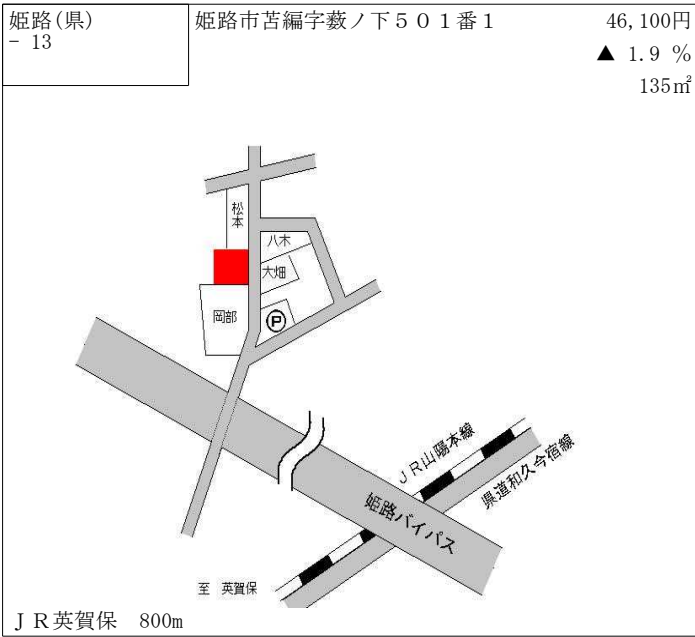 姫路(県)
- 13
姫路市苫編字藪ノ下５０１番１
46,100円
▲ 1.9 %
135㎡
松本
八木
大畑
岡部
P
ＪＲ山陽本線
県道和久今宿線
姫路バイパス
至 英賀保
ＪＲ英賀保 800m